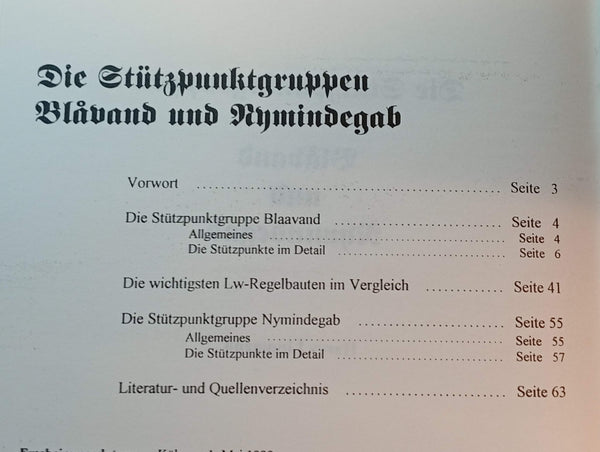 Die Stützpunktgruppen
Blåvand und Nymindegab
Vorwort ........................................................ Seite 3
Die Stützpunktgruppe Blaavand ........................... Seite 4
Allgemeines ........................................ Seite 4
Die Stützpunkte im Detail ........................... Seite 6
Die wichtigsten Lw-Regelbauten im Vergleich ............... Seite 41
Die Stützpunktgruppe Nymindegab ........................ Seite 55
Allgemeines ........................................ Seite 55
Die Stützpunkte im Detail ........................... Seite 57
Literatur- und Quellenverzeichnis ........................ Seite 63